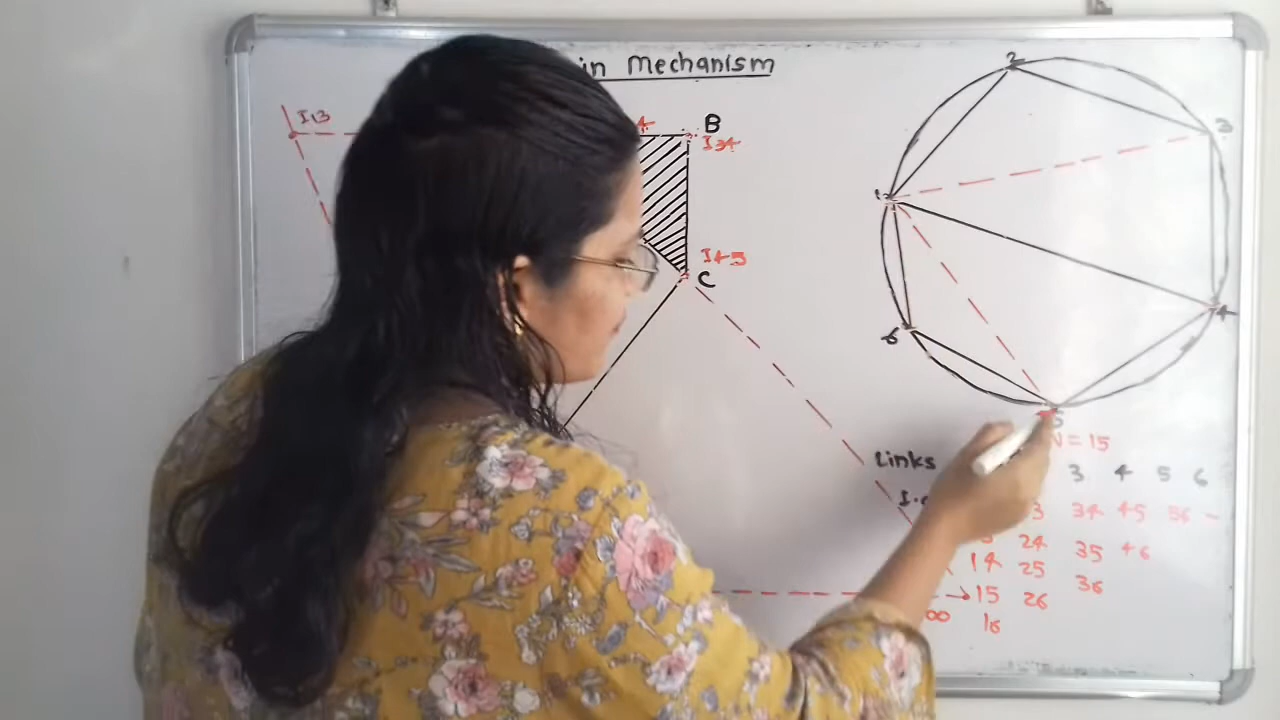 in Mechanism
I13
B
I34
I45
C
2
3
1
4
6
5
N = 15
Links
3 4 5 6
3 34 45 56 -
24 35 46
14 25 36
15 26
∞ 16